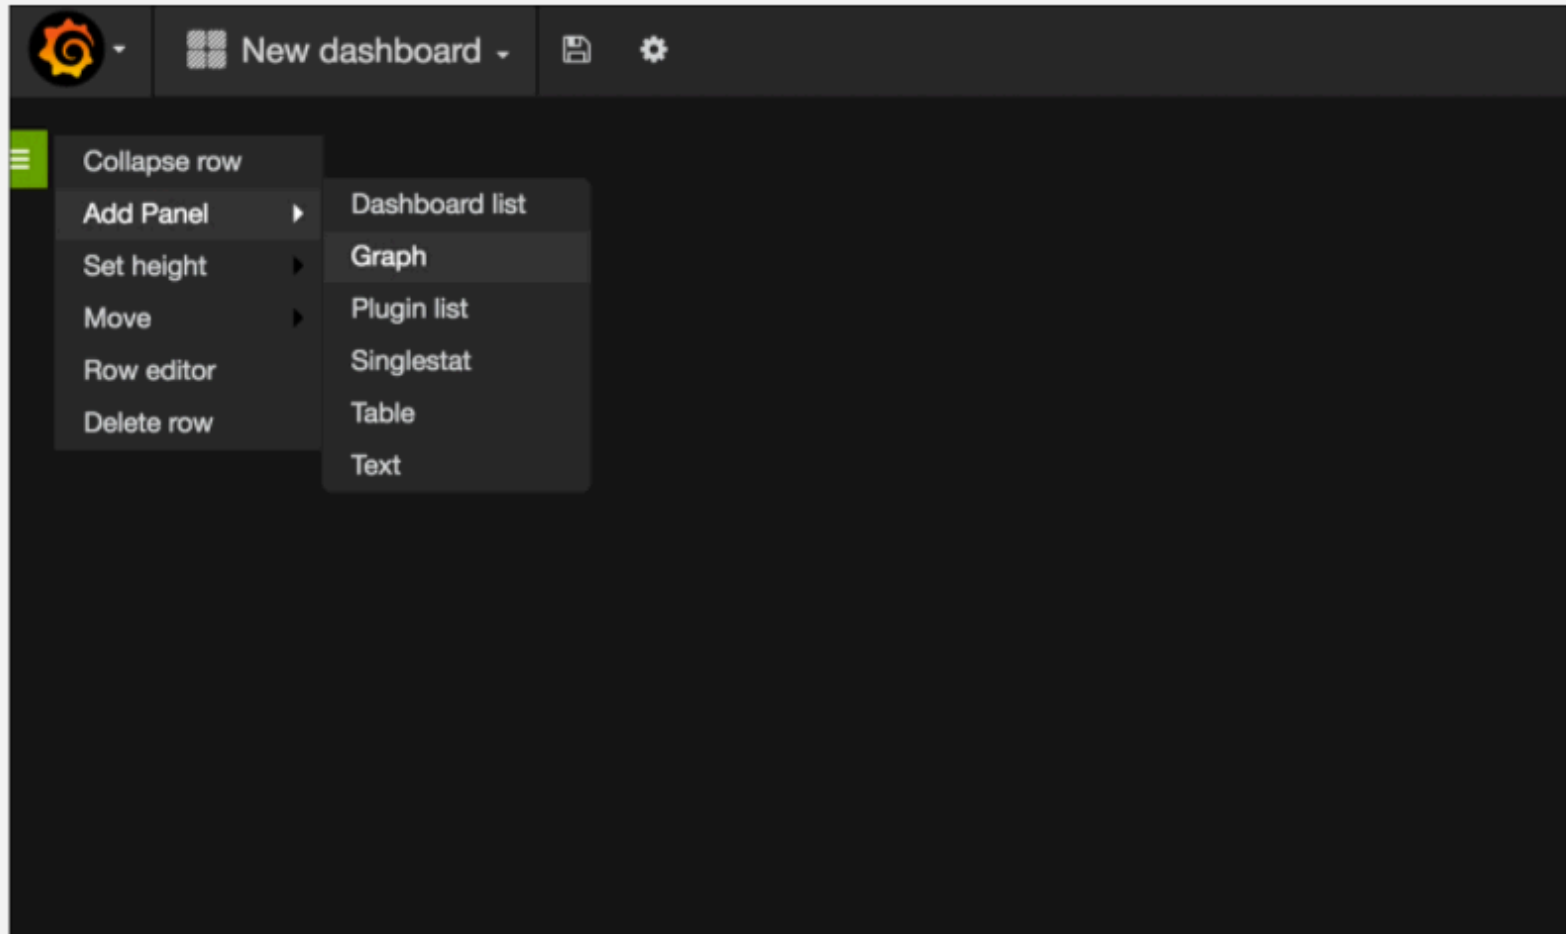 New dashboard
Collapse row
Add Panel
Set height
Move
Row editor
Delete row
Dashboard list
Graph
Plugin list
Singlestat
Table
Text